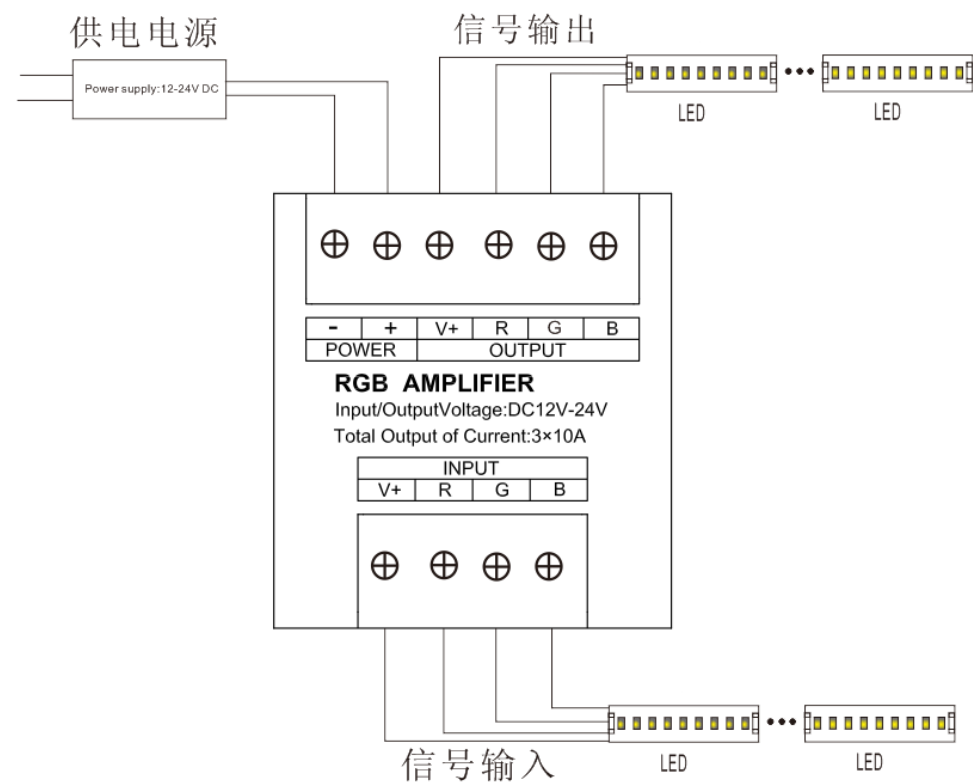 供电电源
信号输出
Power supply:12-24V DC
LED
LED
- + V+ R G B
POWER OUTPUT
RGB AMPLIFIER
Input/OutputVoltage:DC12V-24V
Total Output of Current:3×10A
INPUT
V+ R G B
信号输入
LED
LED